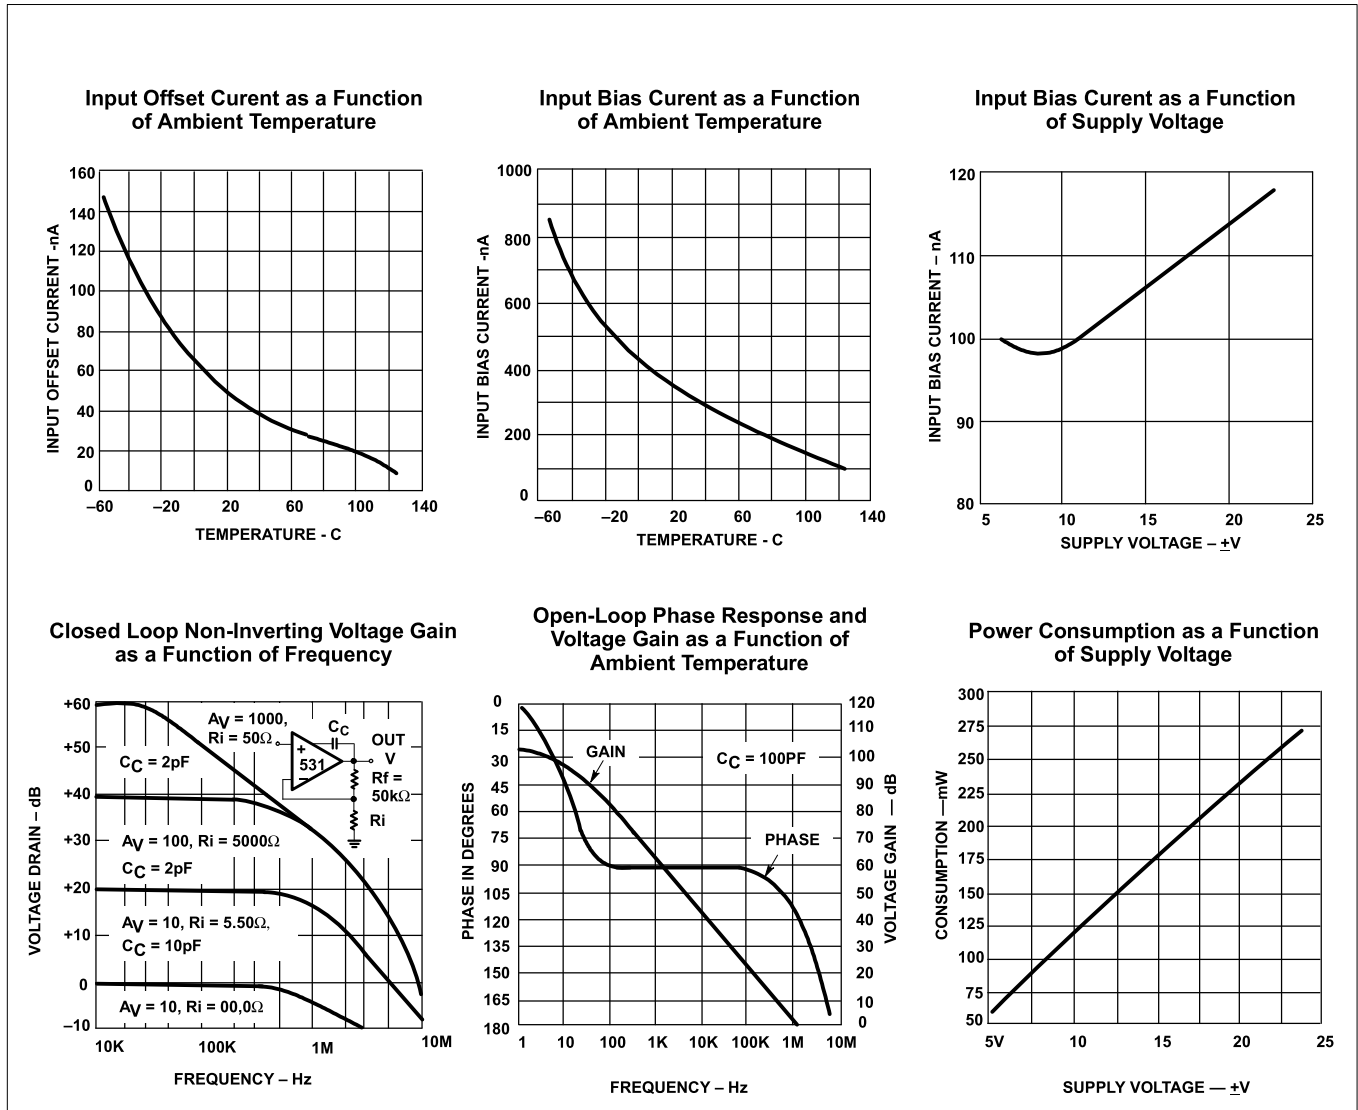 Input Offset Curent as a Function
of Ambient Temperature
160
140
120
100
80
60
40
20
0
INPUT OFFSET CURRENT -nA
–60
–20
20
60
100
140
TEMPERATURE - C
Input Bias Curent as a Function
of Ambient Temperature
1000
800
600
400
200
0
INPUT BIAS CURRENT -nA
–60
–20
20
60
100
140
TEMPERATURE - C
Input Bias Curent as a Function
of Supply Voltage
120
110
100
90
80
INPUT BIAS CURRENT – nA
5
10
15
20
25
SUPPLY VOLTAGE – ±V
Closed Loop Non-Inverting Voltage Gain
as a Function of Frequency
+60
+50
+40
+30
+20
+10
0
–10
VOLTAGE DRAIN – dB
AV = 1000,
Ri = 50Ω
CC
OUT
V
+
531
–
Rf =
50kΩ
Ri
CC = 2pF
AV = 100, Ri = 5000Ω
CC = 2pF
AV = 10, Ri = 5.50Ω,
CC = 10pF
AV = 10, Ri = 00,0Ω
10K
100K
1M
10M
FREQUENCY – Hz
Open-Loop Phase Response and
Voltage Gain as a Function of
Ambient Temperature
0
15
30
45
60
75
90
105
120
135
150
165
180
PHASE IN DEGREES
GAIN
CC = 100PF
PHASE
120
110
100
90
80
70
60
50
40
30
20
10
0
VOLTAGE GAIN — dB
1
10
100
1K
10K
100K
1M
10M
FREQUENCY – Hz
Power Consumption as a Function
of Supply Voltage
300
275
250
225
200
175
150
125
100
75
50
CONSUMPTION —mW
5V
10
15
20
25
SUPPLY VOLTAGE — ±V